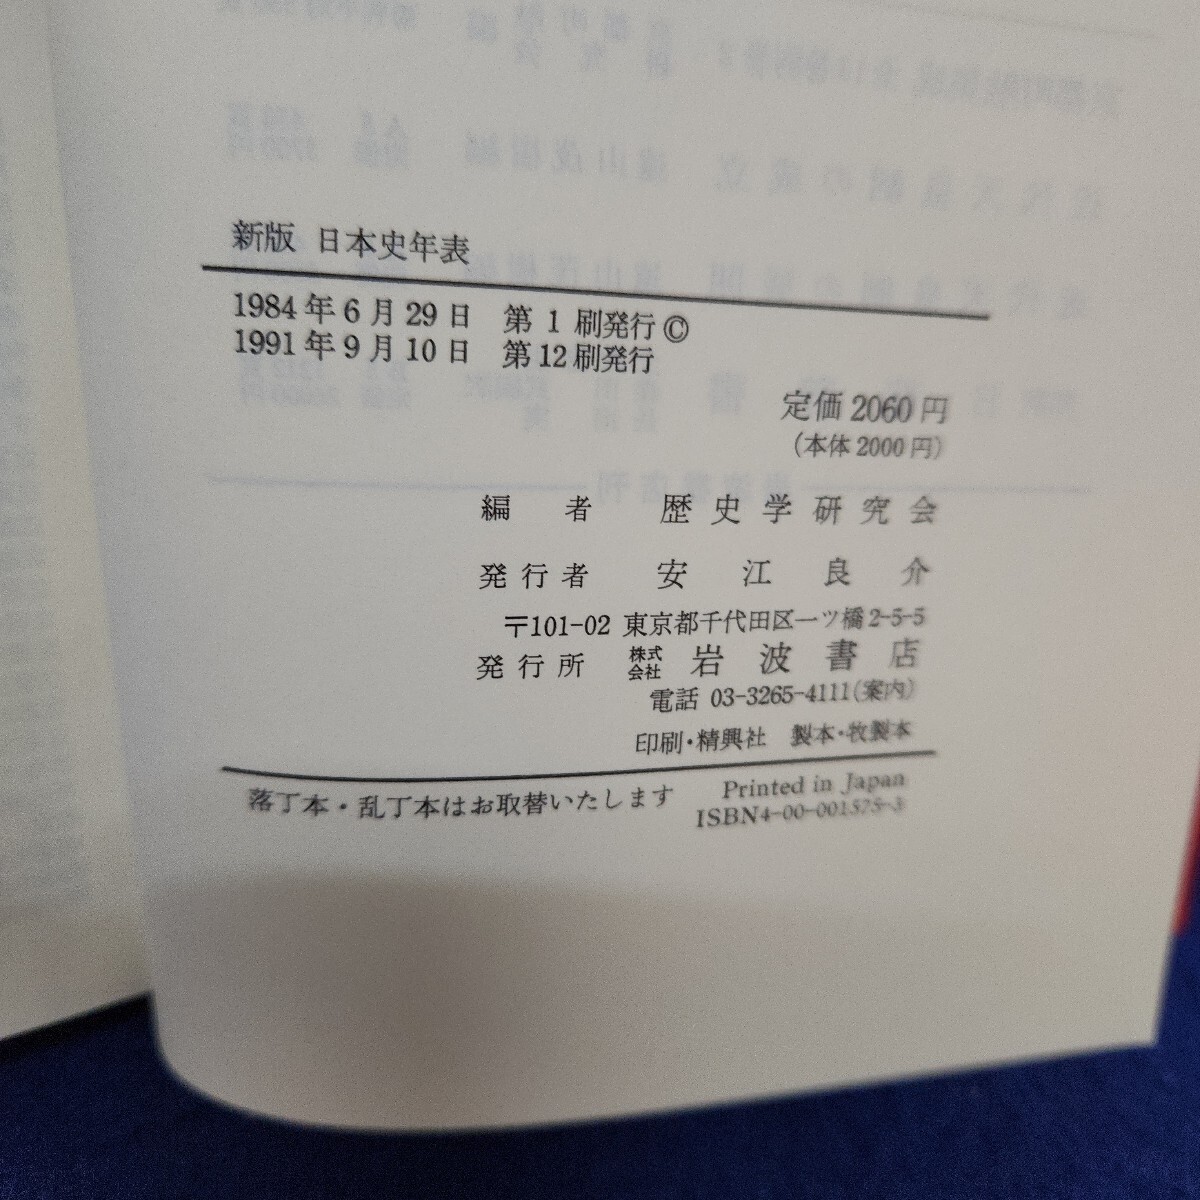 新版 日本史年表
1984年6月29日 第1刷発行©
1991年9月10日 第12刷発行
定価2060円
(本体2000円)
編者 歴史学研究会
発行者 安江良介
〒101-02 東京都千代田区一ツ橋2-5-5
発行所 株式会社 岩波書店
電話 03-3265-4111(案内)
印刷・精興社 製本・牧製本
落丁本・乱丁本はお取替いたします
Printed in Japan
ISBN4-00-001575-3